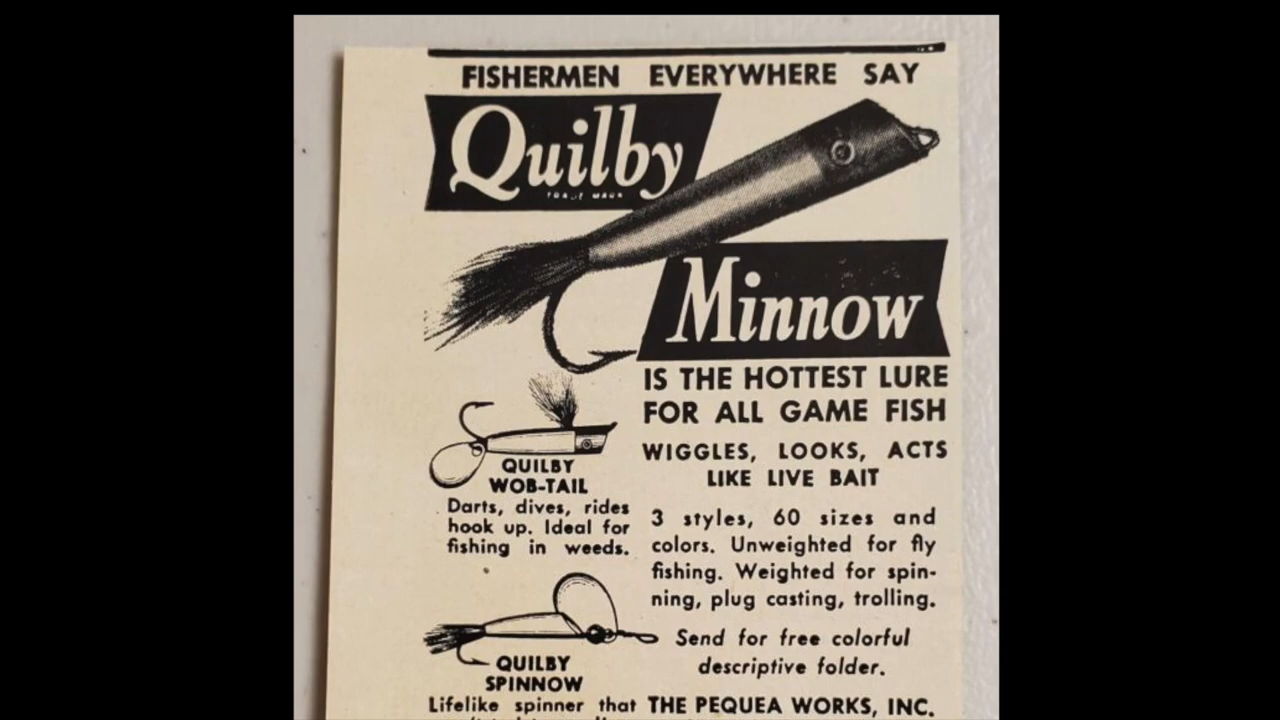 FISHERMEN EVERYWHERE SAY
Quilby
TRADE MARK
Minnow
IS THE HOTTEST LURE
FOR ALL GAME FISH
WIGGLES, LOOKS, ACTS
LIKE LIVE BAIT
QUILBY
WOB-TAIL
Darts, dives, rides
hook up. Ideal for
fishing in weeds.
3 styles, 60 sizes and
colors. Unweighted for fly
fishing. Weighted for spin-
ning, plug casting, trolling.
Send for free colorful
descriptive folder.
QUILBY
SPINNOW
Lifelike spinner that
THE PEQUEA WORKS, INC.